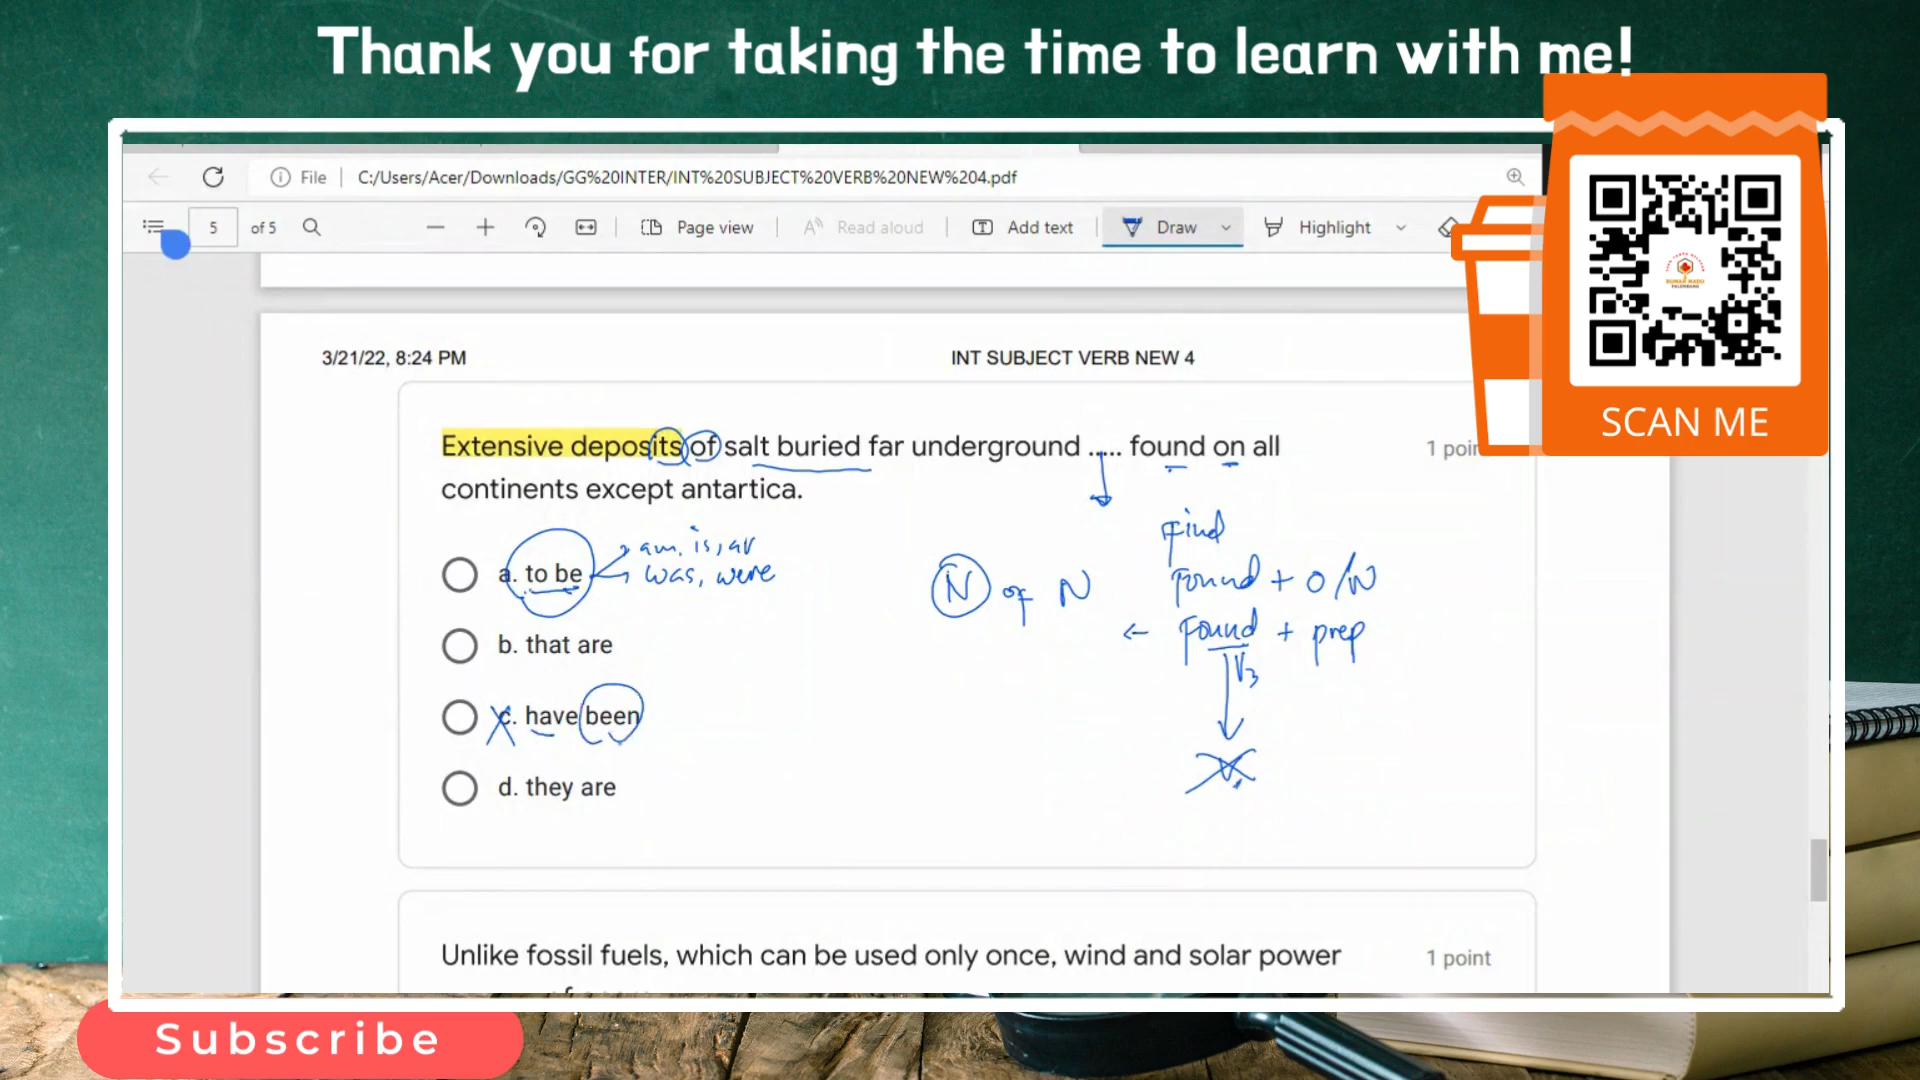 Thank you for taking the time to learn with me!
File
C:/Users/Acer/Downloads/GG%20INTER/INT%20SUBJECT%20VERB%20NEW%204.pdf
5 of 5
Page view
Read aloud
Add text
Draw
Highlight
SCAN ME
3/21/22, 8:24 PM
INT SUBJECT VERB NEW 4
Extensive deposits of salt buried far underground ..... found on all
1 poin
continents except antartica.
a. to be
am, is, ar
was, were
b. that are
c. have been
d. they are
N of N
Find
Found + O/N
← Found + prep
V3
Unlike fossil fuels, which can be used only once, wind and solar power
1 point
Subscribe